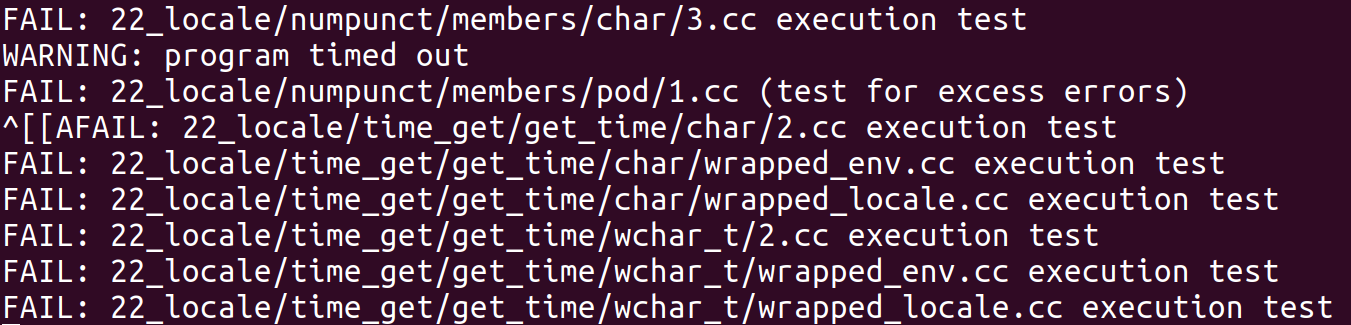 FAIL: 22_locale/numpunct/members/char/3.cc execution test
WARNING: program timed out
FAIL: 22_locale/numpunct/members/pod/1.cc (test for excess errors)
^[[AFAIL: 22_locale/time_get/get_time/char/2.cc execution test
FAIL: 22_locale/time_get/get_time/char/wrapped_env.cc execution test
FAIL: 22_locale/time_get/get_time/char/wrapped_locale.cc execution test
FAIL: 22_locale/time_get/get_time/wchar_t/2.cc execution test
FAIL: 22_locale/time_get/get_time/wchar_t/wrapped_env.cc execution test
FAIL: 22_locale/time_get/get_time/wchar_t/wrapped_locale.cc execution test